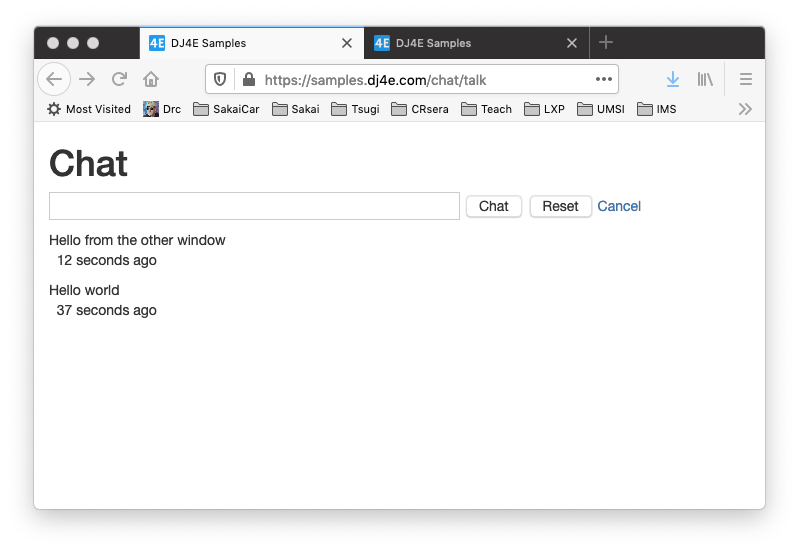 4E DJ4E Samples 4E DJ4E Samples
https://samples.dj4e.com/chat/talk
Most Visited Drc SakaiCar Sakai Tsugi CRsera Teach LXP UMSI IMS
Chat
Chat Reset Cancel
Hello from the other window
12 seconds ago
Hello world
37 seconds ago